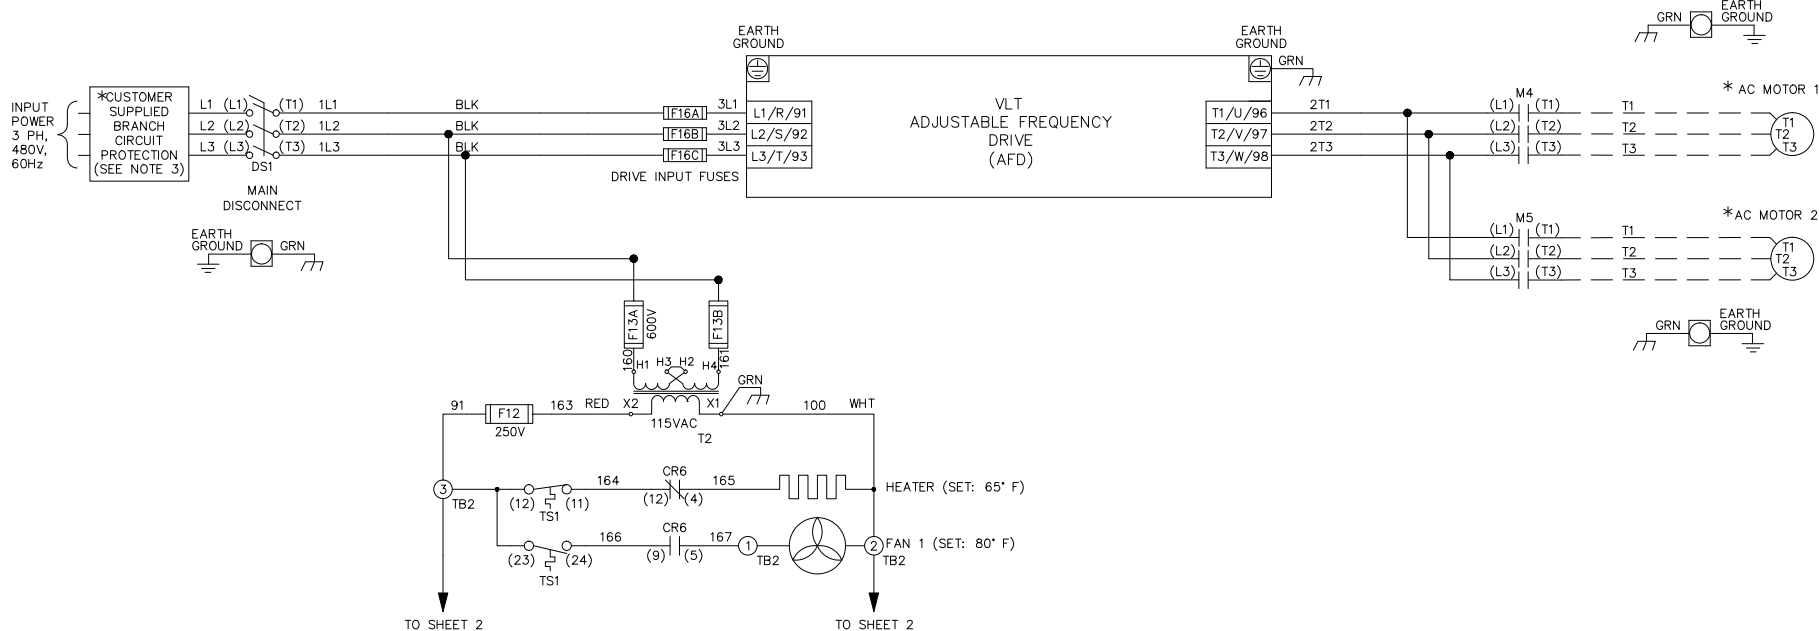 EARTH
GROUND
GRN
EARTH
GROUND
EARTH
GROUND
GRN
INPUT
POWER
3 PH,
480V,
60Hz
*CUSTOMER
SUPPLIED
BRANCH
CIRCUIT
PROTECTION
(SEE NOTE 3)
L1 (L1) (T1) 1L1 BLK F16A 3L1 L1/R/91
L2 (L2) (T2) 1L2 BLK F16B 3L2 L2/S/92
L3 (L3) (T3) 1L3 BLK F16C 3L3 L3/T/93
DS1
MAIN
DISCONNECT
DRIVE INPUT FUSES
VLT
ADJUSTABLE FREQUENCY
DRIVE
(AFD)
T1/U/96 2T1
T2/V/97 2T2
T3/W/98 2T3
M4
(L1) (T1) T1
(L2) (T2) T2
(L3) (T3) T3
* AC MOTOR 1
T1
T2
T3
M5
(L1) (T1) T1
(L2) (T2) T2
(L3) (T3) T3
*AC MOTOR 2
T1
T2
T3
EARTH
GROUND
GRN
GRN
EARTH
GROUND
F13A
600V
F13B
160
161
H1 H3 H2 H4
GRN
91 F12 163 RED X2 X1 100 WHT
250V
115VAC
T2
3
TB2
(12) (11)
TS1
164
CR6
(12) (4)
165
HEATER (SET: 65° F)
(23) (24)
TS1
166
CR6
(9) (5)
167
1
TB2
2
TB2
FAN 1 (SET: 80° F)
TO SHEET 2
TO SHEET 2